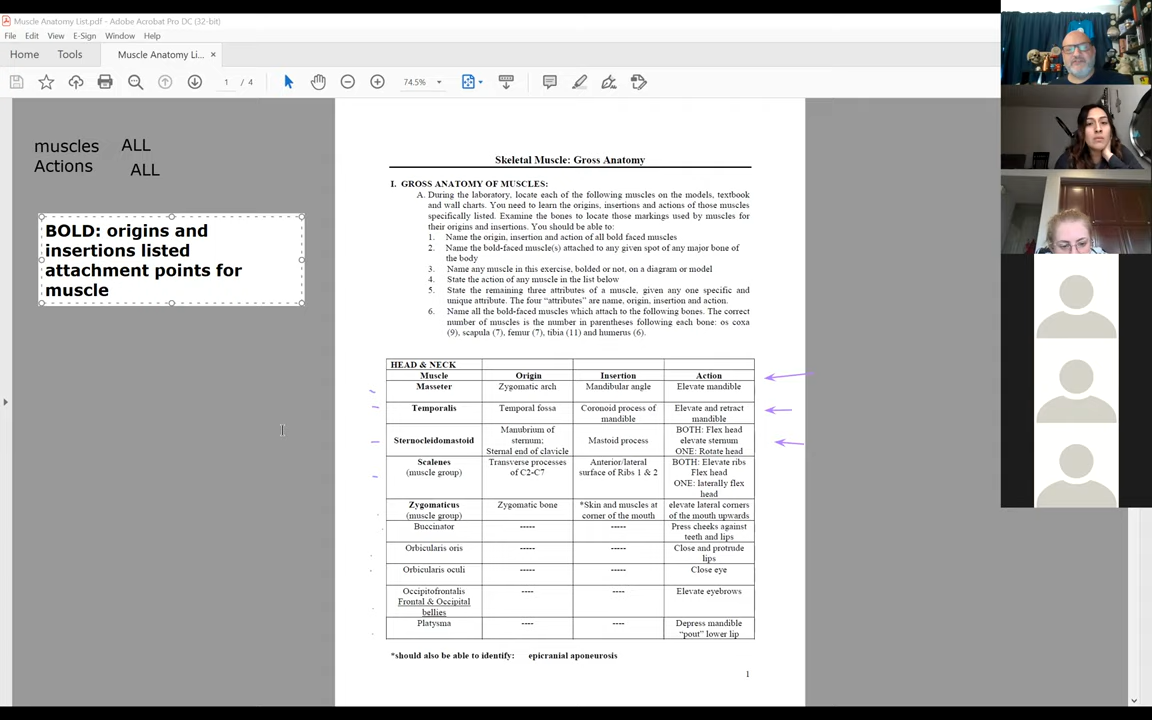 Muscle Anatomy List.pdf - Adobe Acrobat Pro DC (32-bit)
File Edit View E-Sign Window Help
Home Tools Muscle Anatomy Li... ×
1 / 4 74.5%
muscles ALL
Actions ALL
BOLD: origins and
insertions listed
attachment points for
muscle
Skeletal Muscle: Gross Anatomy
I. GROSS ANATOMY OF MUSCLES:
A. During the laboratory, locate each of the following muscles on the models, textbook
and wall charts. You need to learn the origins, insertions and actions of those muscles
specifically listed. Examine the bones to locate those markings used by muscles for
their origins and insertions. You should be able to:
1. Name the origin, insertion and action of all bold faced muscles
2. Name the bold-faced muscle(s) attached to any given spot of any major bone of
the body
3. Name any muscle in this exercise, bolded or not, on a diagram or model
4. State the action of any muscle in the list below
5. State the remaining three attributes of a muscle, given any one specific and
unique attribute. The four “attributes” are name, origin, insertion and action.
6. Name all the bold-faced muscles which attach to the following bones. The correct
number of muscles is the number in parentheses following each bone: os coxa
(9), scapula (7), femur (7), tibia (11) and humerus (6).
HEAD & NECK
Muscle Origin Insertion Action
Masseter Zygomatic arch Mandibular angle Elevate mandible
Temporalis Temporal fossa Coronoid process of Elevate and retract
mandible mandible
Manubrium of BOTH: Flex head
sternum; elevate sternum
Sternocleidomastoid Mastoid process
Sternal end of clavicle ONE: Rotate head
Scalenes Transverse processes Anterior/lateral BOTH: Elevate ribs
(muscle group) of C2-C7 surface of Ribs 1 & 2 Flex head
ONE: laterally flex
head
Zygomaticus Zygomatic bone *Skin and muscles at elevate lateral corners
(muscle group) corner of the mouth of the mouth upwards
Buccinator ----- ----- Press cheeks against
teeth and lips
Orbicularis oris ----- ----- Close and protrude
lips
Orbicularis oculi ----- ----- Close eye
Occipitofrontalis ---- ---- Elevate eyebrows
Frontal & Occipital
bellies
Platysma ---- ---- Depress mandible
“pout” lower lip
*should also be able to identify: epicranial aponeurosis
1